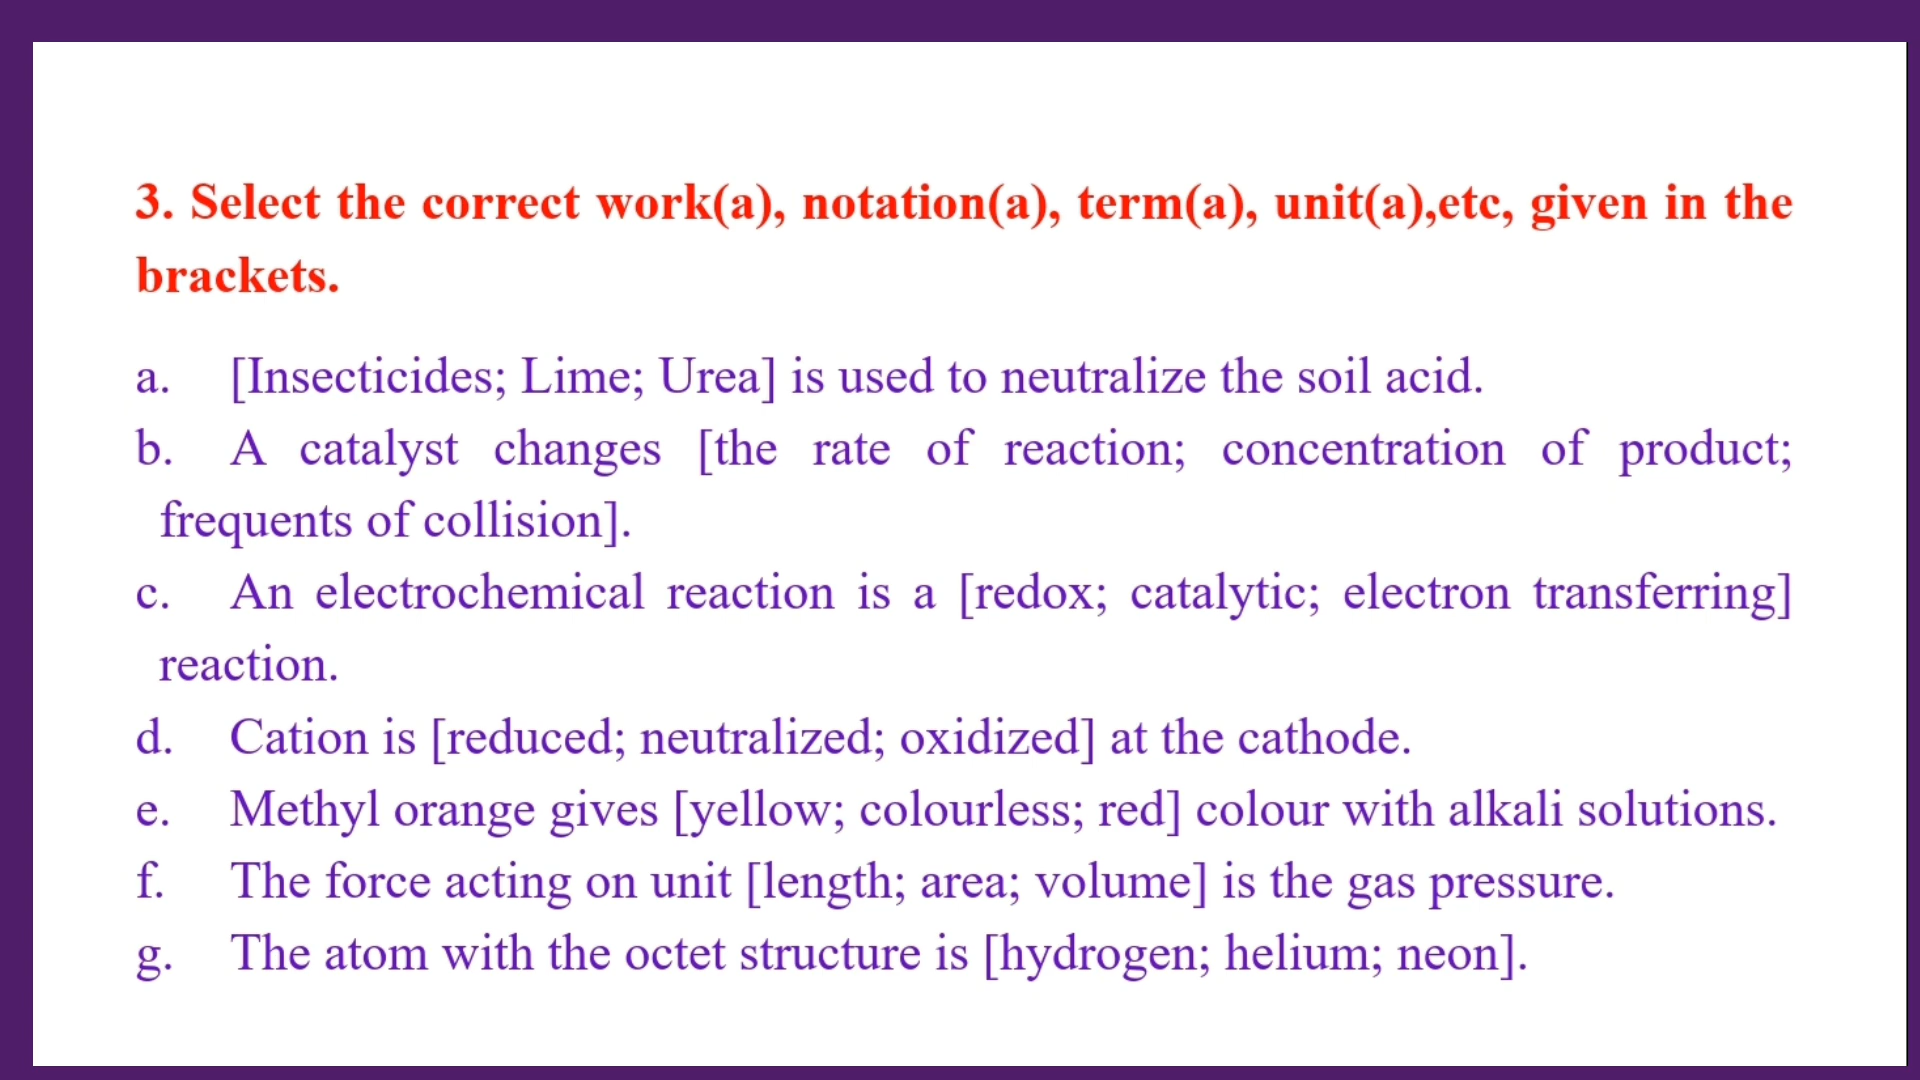 3. Select the correct work(a), notation(a), term(a), unit(a),etc, given in the
brackets.
a. [Insecticides; Lime; Urea] is used to neutralize the soil acid.
b. A catalyst changes [the rate of reaction; concentration of product;
frequents of collision].
c. An electrochemical reaction is a [redox; catalytic; electron transferring]
reaction.
d. Cation is [reduced; neutralized; oxidized] at the cathode.
e. Methyl orange gives [yellow; colourless; red] colour with alkali solutions.
f. The force acting on unit [length; area; volume] is the gas pressure.
g. The atom with the octet structure is [hydrogen; helium; neon].